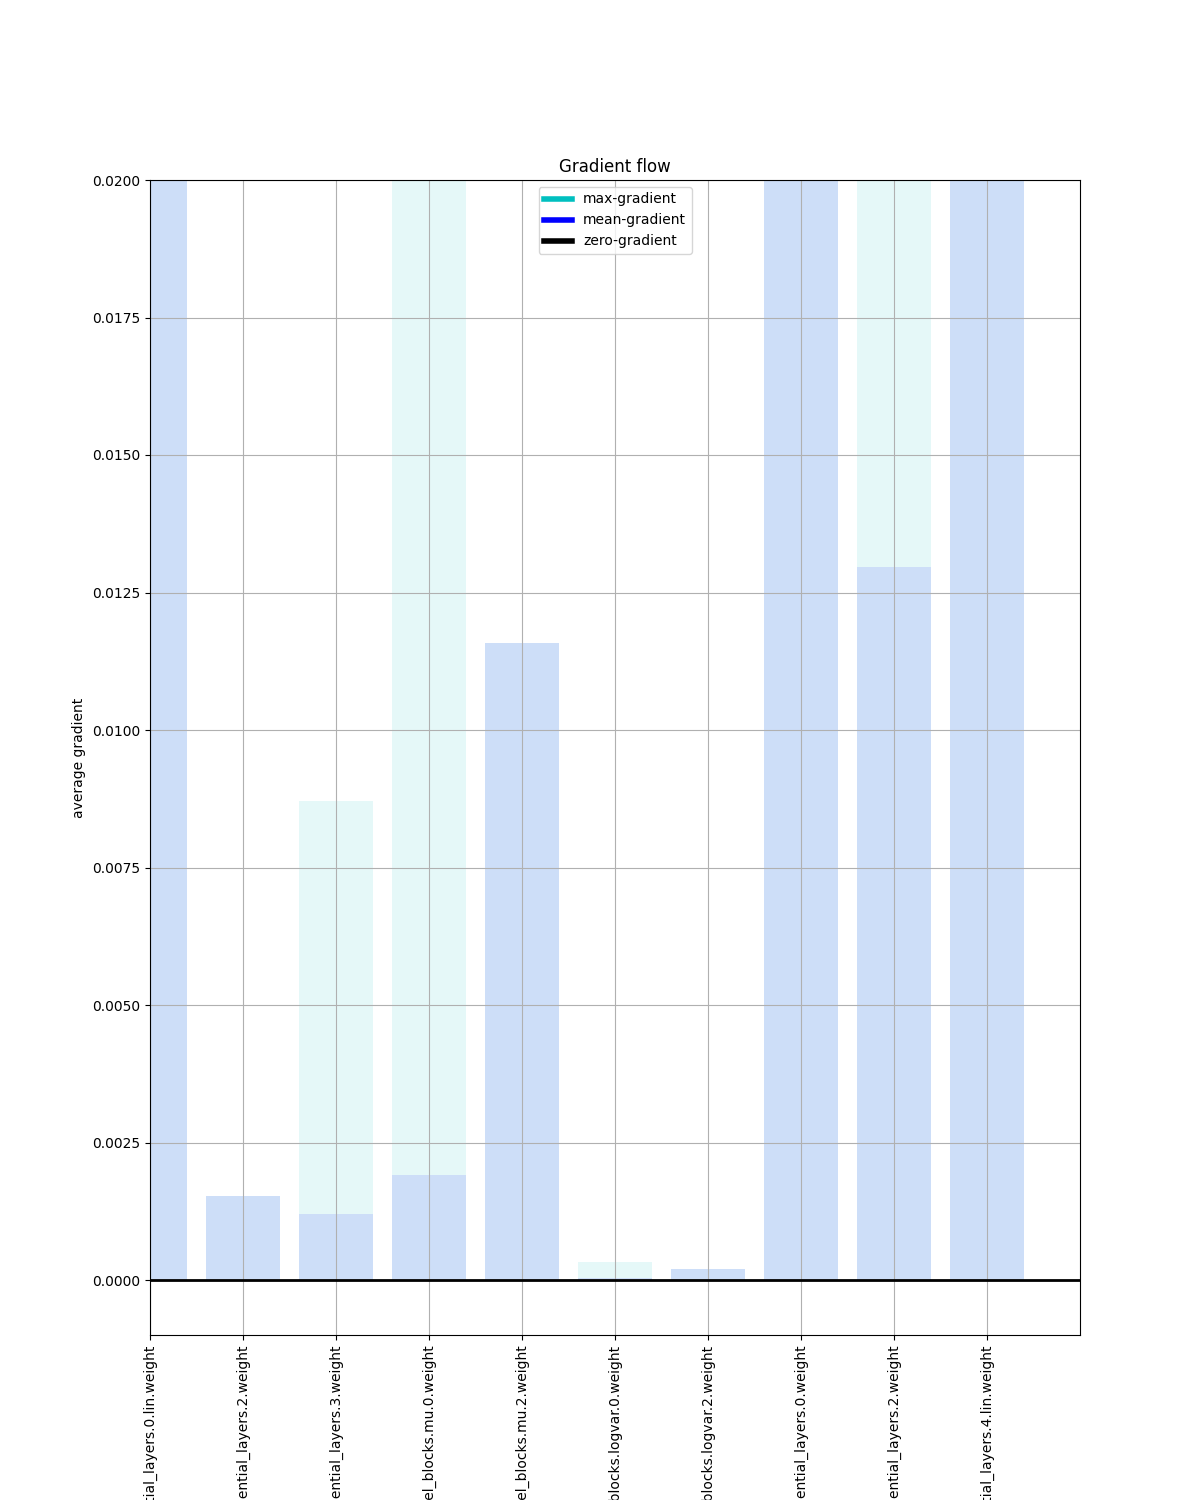 Gradient flow
max-gradient
mean-gradient
zero-gradient
0.0200
0.0175
0.0150
0.0125
0.0100
0.0075
0.0050
0.0025
0.0000
average gradient
tial_layers.0.lin.weight
ential_layers.2.weight
ential_layers.3.weight
el_blocks.mu.0.weight
el_blocks.mu.2.weight
blocks.logvar.0.weight
blocks.logvar.2.weight
ential_layers.0.weight
ential_layers.2.weight
tial_layers.4.lin.weight